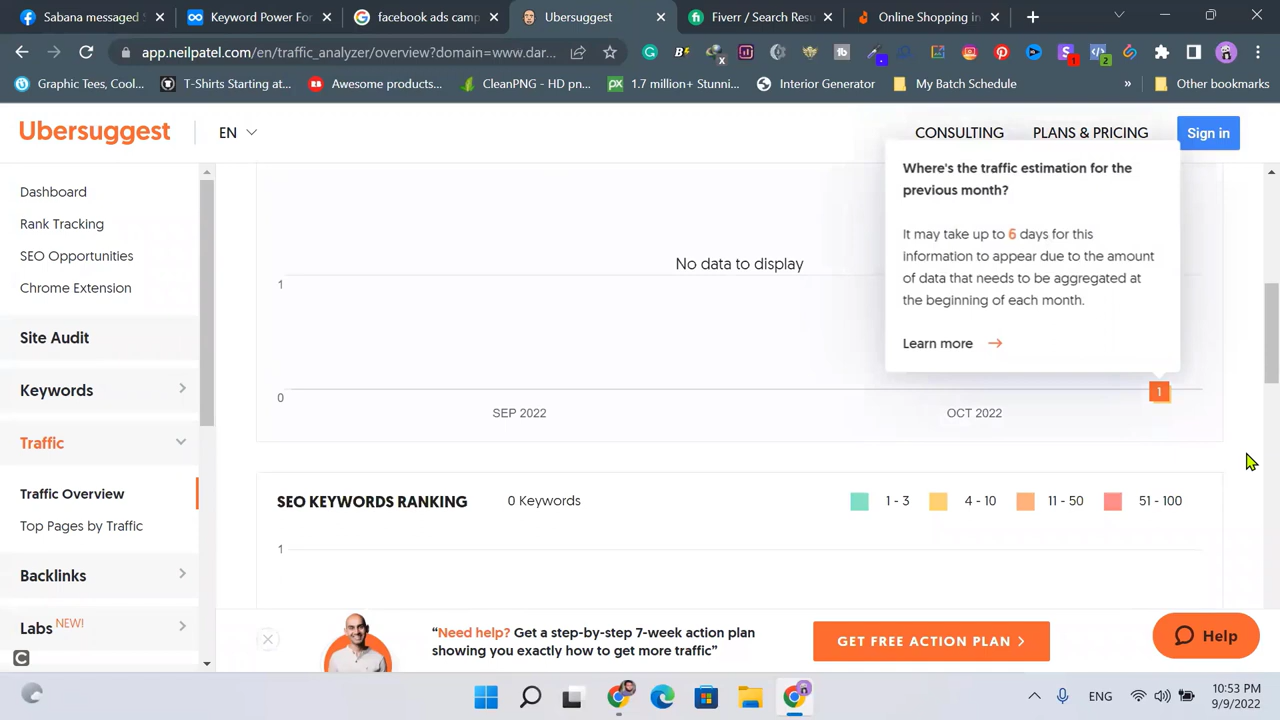 Sabana messaged
Keyword Power For
facebook ads camp
Ubersuggest
Fiverr / Search Resu
Online Shopping in
app.neilpatel.com/en/traffic_analyzer/overview?domain=www.dar...
Graphic Tees, Cool...
T-Shirts Starting at...
Awesome products...
CleanPNG - HD pn...
1.7 million+ Stunni...
Interior Generator
My Batch Schedule
»
Other bookmarks
Ubersuggest
EN
CONSULTING
PLANS & PRICING
Sign in
Dashboard
Rank Tracking
SEO Opportunities
Chrome Extension
Site Audit
Keywords
Traffic
Traffic Overview
Top Pages by Traffic
Backlinks
Labs NEW!
Where's the traffic estimation for the
previous month?
It may take up to 6 days for this
information to appear due to the amount
of data that needs to be aggregated at
the beginning of each month.
Learn more →
No data to display
1
0
SEP 2022
OCT 2022
1
SEO KEYWORDS RANKING
0 Keywords
1 - 3
4 - 10
11 - 50
51 - 100
1
“Need help? Get a step-by-step 7-week action plan
showing you exactly how to get more traffic”
GET FREE ACTION PLAN >
Help
ENG
10:53 PM
9/9/2022